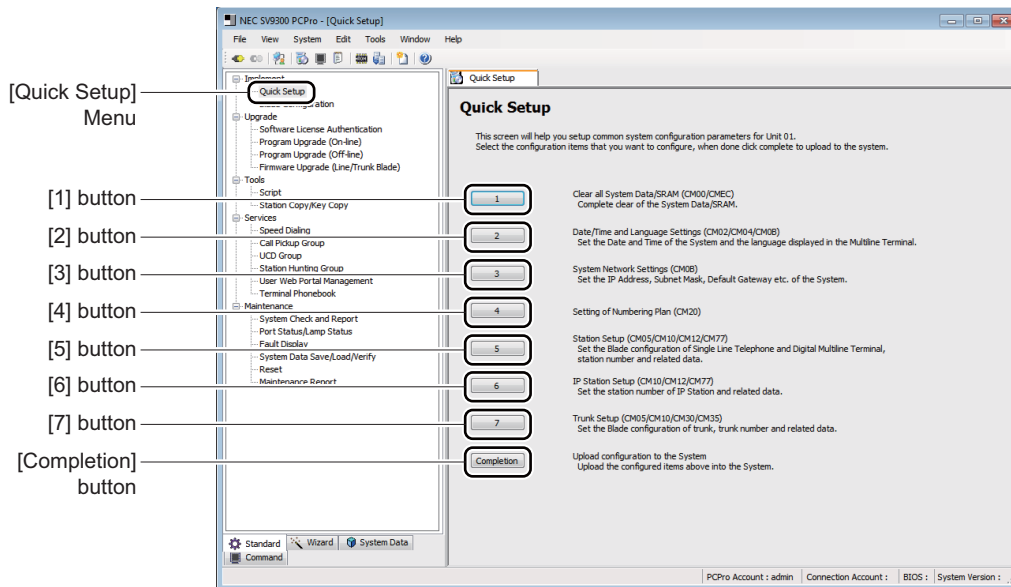 NEC SV9300 PCPro - [Quick Setup]
File View System Edit Tools Window Help
[Quick Setup] Menu
[1] button
[2] button
[3] button
[4] button
[5] button
[6] button
[7] button
[Completion] button
Implement
Quick Setup
Upgrade
Software License Authentication
Program Upgrade (On-line)
Program Upgrade (Off-line)
Firmware Upgrade (Line/Trunk Blade)
Tools
Script
Station Copy/Key Copy
Services
Speed Dialing
Call Pickup Group
UCD Group
Station Hunting Group
User Web Portal Management
Terminal Phonebook
Maintenance
System Check and Report
Port Status/Lamp Status
Fault Display
System Data Save/Load/Verify
Reset
Maintenance Report
Standard Wizard System Data
Command
Quick Setup
Quick Setup
This screen will help you setup common system configuration parameters for Unit 01.
Select the configuration items that you want to configure, when done click complete to upload to the system.
1
Clear all System Data/SRAM (CM00/CMEC)
Complete clear of the System Data/SRAM.
2
Date/Time and Language Settings (CM02/CM04/CM0B)
Set the Date and Time of the System and the language displayed in the Multiline Terminal.
3
System Network Settings (CM0B)
Set the IP Address, Subnet Mask, Default Gateway etc. of the System.
4
Setting of Numbering Plan (CM20)
5
Station Setup (CM05/CM10/CM12/CM77)
Set the Blade configuration of Single Line Telephone and Digital Multiline Terminal,
station number and related data.
6
IP Station Setup (CM10/CM12/CM77)
Set the station number of IP Station and related data.
7
Trunk Setup (CM05/CM10/CM30/CM35)
Set the Blade configuration of trunk, trunk number and related data.
Completion
Upload configuration to the System
Upload the configured items above into the System.
PCPro Account : admin Connection Account : BIOS : System Version :